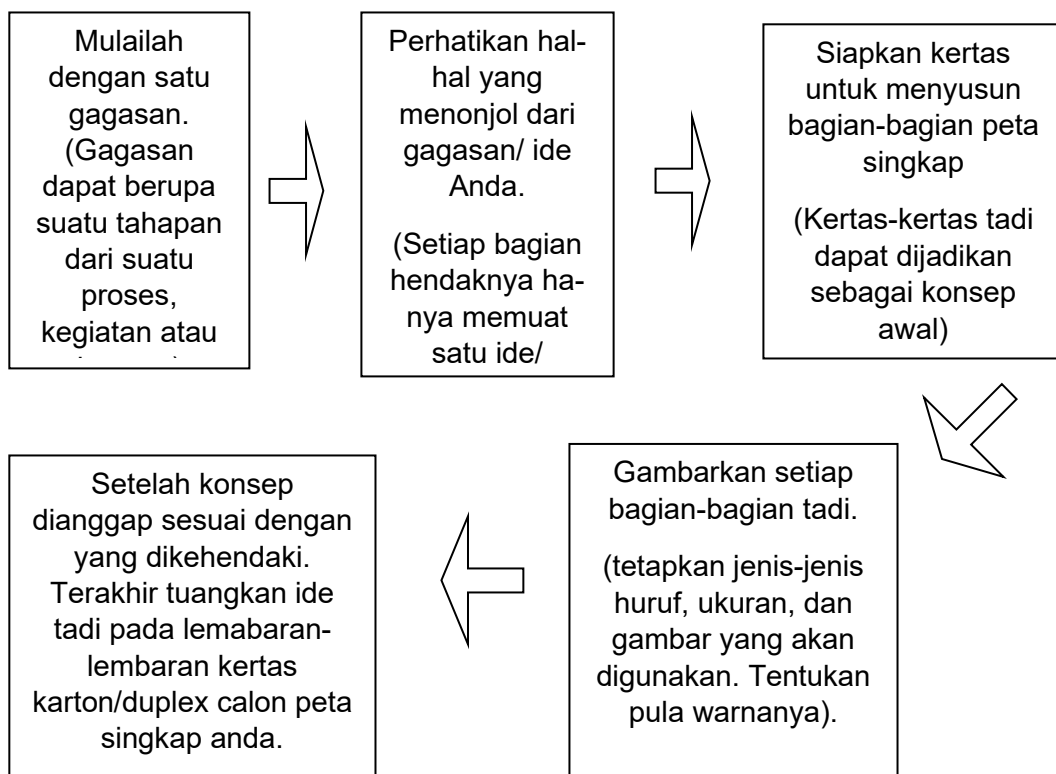 Mulailah
dengan satu
gagasan.
(Gagasan
dapat berupa
suatu tahapan
dari suatu
proses,
kegiatan atau
Perhatikan hal-
hal yang
menonjol dari
gagasan/ ide
Anda.
(Setiap bagian
hendaknya ha-
nya memuat
satu ide/
Siapkan kertas
untuk menyusun
bagian-bagian peta
singkap
(Kertas-kertas tadi
dapat dijadikan
sebagai konsep
awal)
Gambarkan setiap
bagian-bagian tadi.
(tetapkan jenis-jenis
huruf, ukuran, dan
gambar yang akan
digunakan. Tentukan
pula warnanya).
Setelah konsep
dianggap sesuai dengan
yang dikehendaki.
Terakhir tuangkan ide
tadi pada lemabaran-
lembaran kertas
karton/duplex calon peta
singkap anda.